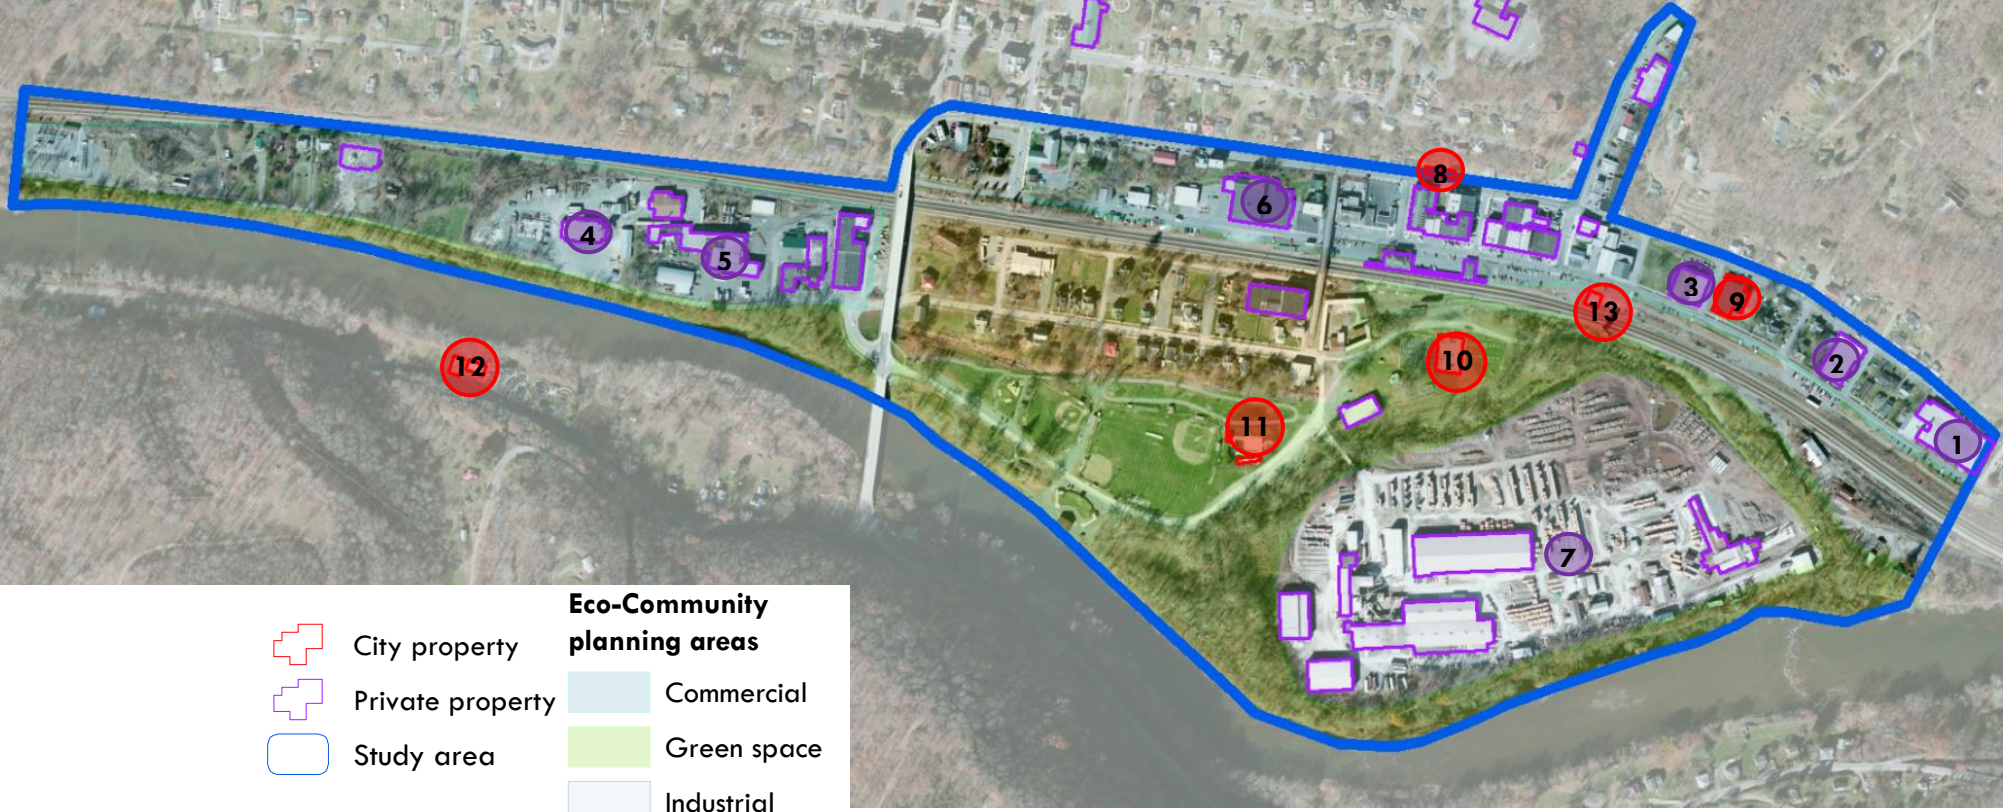 8
6
4
5
3
9
13
2
10
12
11
1
7
Eco-Community
planning areas
City property
Private property
Study area
Commercial
Green space
Industrial